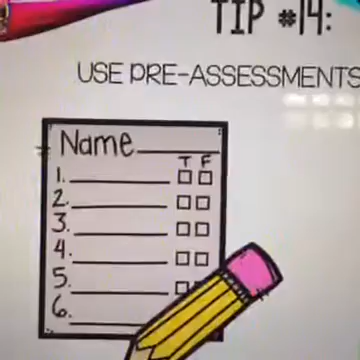 TIP #14:
USE PRE-ASSESSMENTS
Name
T F
1.
2.
3.
4.
5.
6.